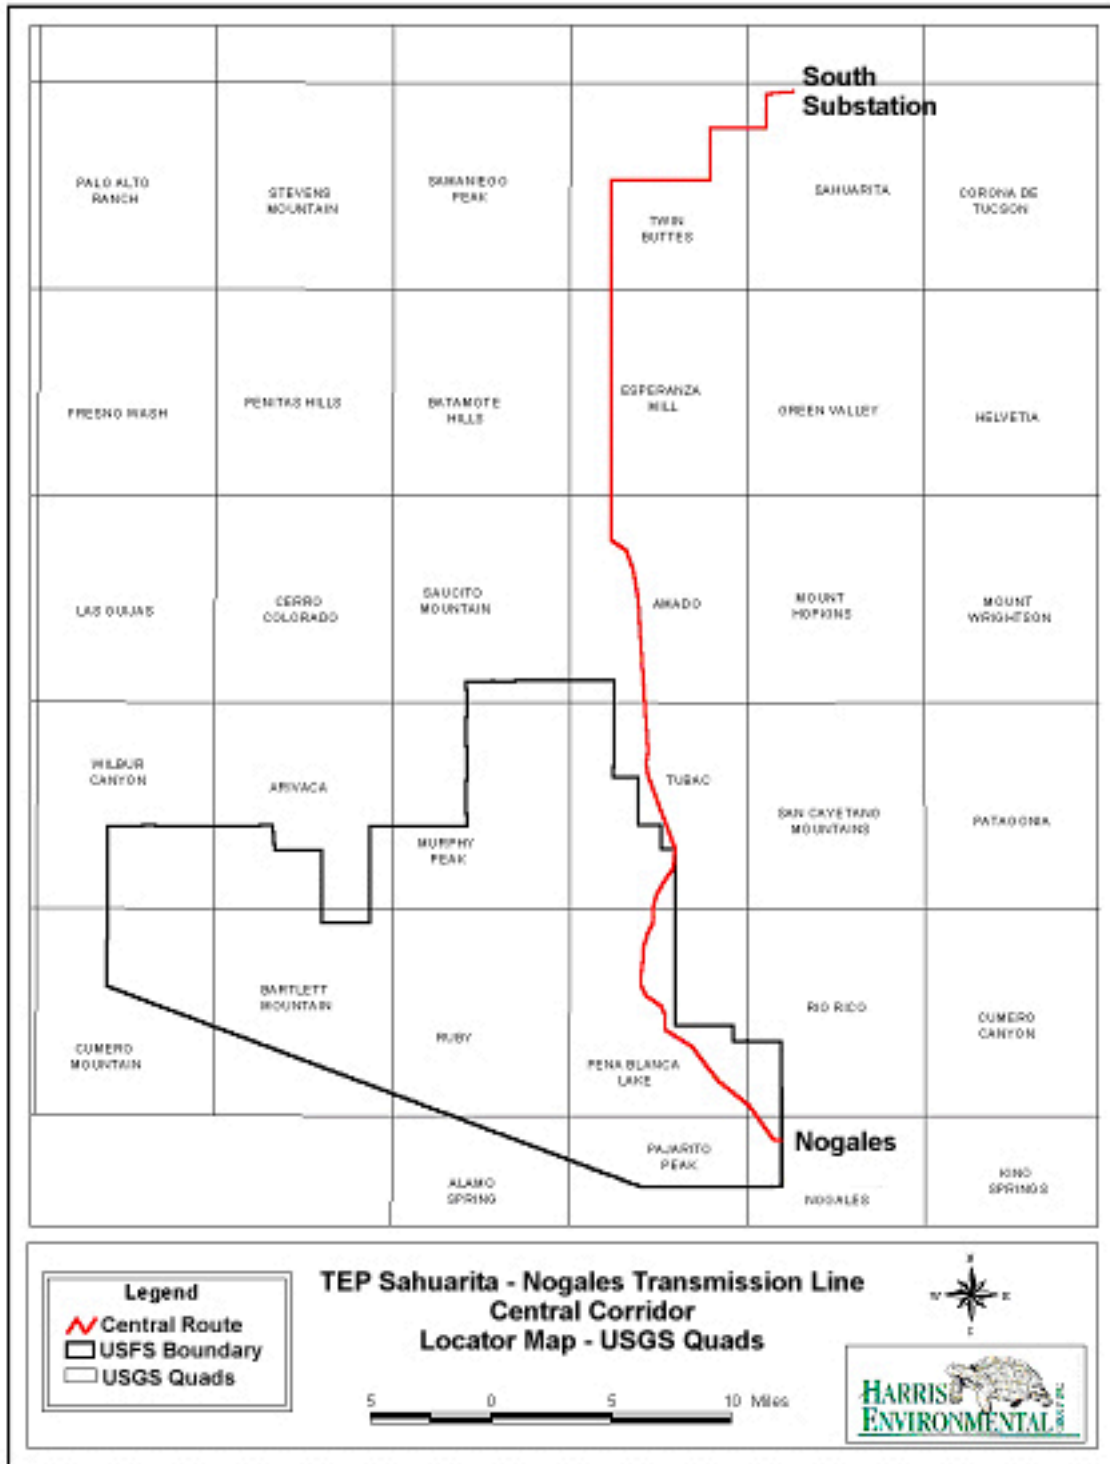 South
Substation
PALO ALTO
RANCH
STEVENS
MOUNTAIN
SAMANIEGO
PEAK
TWIN
BUTTES
SAHUARITA
CORONA DE
TUCSON
FRESNO WASH
PENITAS HILLS
BATAMOTE
HILLS
ESPERANZA
MILL
GREEN VALLEY
HELVETIA
LAS GUIJAS
CERRO
COLORADO
SAUCITO
MOUNTAIN
AMADO
MOUNT
HOPKINS
MOUNT
WRIGHTSON
WILBUR
CANYON
ARIVACA
MURPHY
PEAK
TUBAC
SAN CAYETANO
MOUNTAINS
PATAGONIA
CUMERO
MOUNTAIN
BARTLETT
MOUNTAIN
RUBY
PENA BLANCA
LAKE
RIO RICO
CUMERO
CANYON
ALAMO
SPRING
PAJARITO
PEAK
Nogales
NOGALES
KINO
SPRINGS
Legend
Central Route
USFS Boundary
USGS Quads
TEP Sahuarita - Nogales Transmission Line
Central Corridor
Locator Map - USGS Quads
5 0 5 10 Miles
N
W E
S
HARRIS
ENVIRONMENTAL